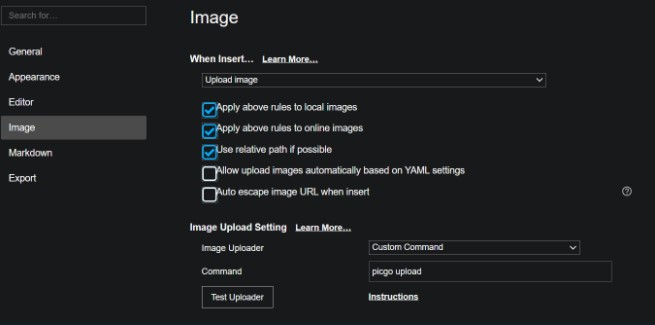 Search for...
Image
General
Appearance
Editor
Image
Markdown
Export
When Insert... Learn More...
Upload image
Apply above rules to local images
Apply above rules to online images
Use relative path if possible
Allow upload images automatically based on YAML settings
Auto escape image URL when insert
Image Upload Setting Learn More...
Image Uploader Custom Command
Command picgo upload
Test Uploader Instructions